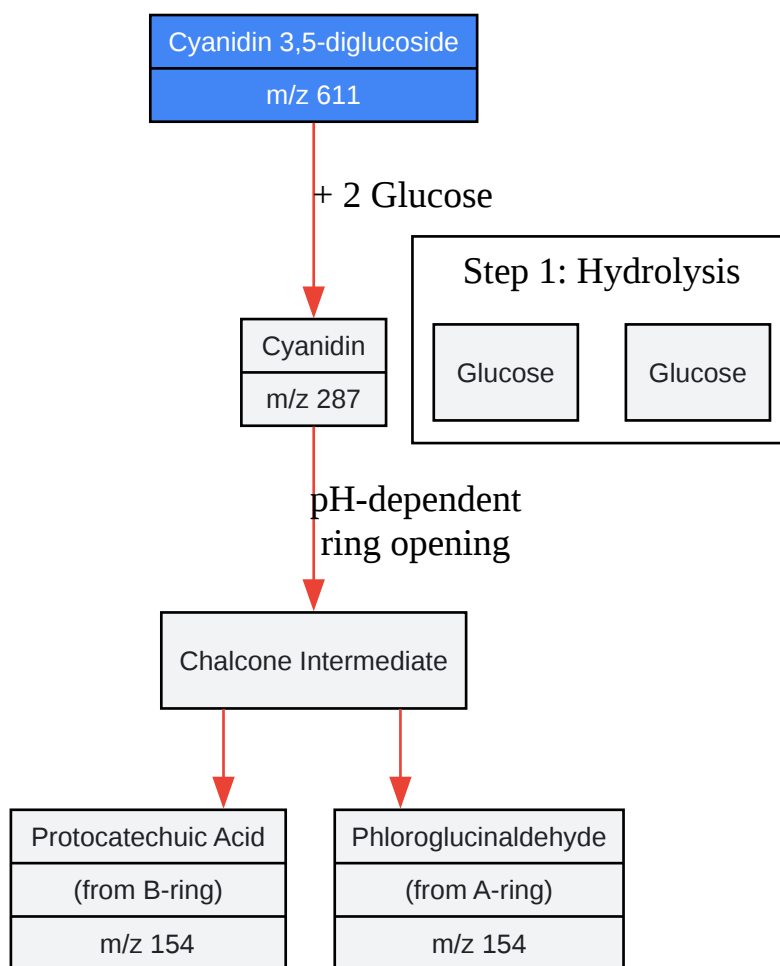 Cyanidin 3,5-diglucoside
m/z 611
+ 2 Glucose
Step 1: Hydrolysis
Glucose
Glucose
Cyanidin
m/z 287
pH-dependent
ring opening
Chalcone Intermediate
Protocatechuic Acid
(from B-ring)
m/z 154
Phloroglucinaldehyde
(from A-ring)
m/z 154